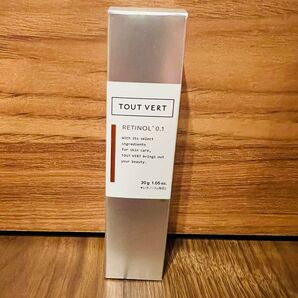 TOUT VERT
RETINOL* 0.1
With its select
ingredients
for skin care,
TOUT VERT brings out
your beauty.
30g 1.05 oz.